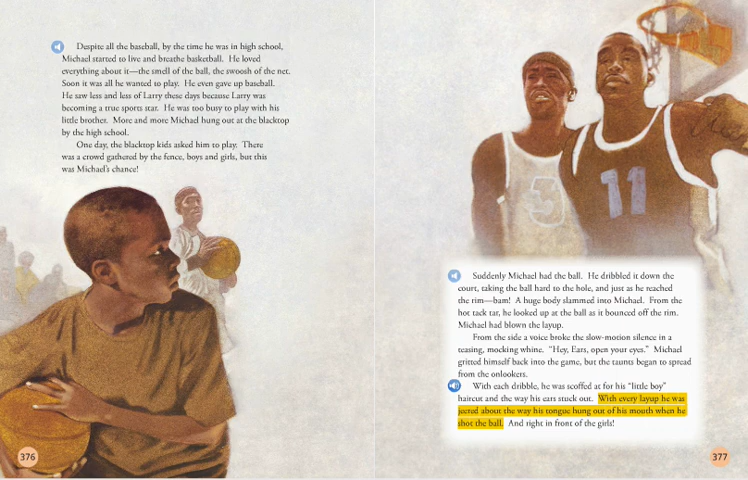 Despite all the baseball, by the time he was in high school,
Michael started to live and breathe basketball. He loved
everything about it—the smell of the ball, the swoosh of the net.
Soon it was all he wanted to play. He even gave up baseball.
He saw less and less of Larry these days because Larry was
becoming a true sports star. He was too busy to play with his
little brother. More and more Michael hung out at the blacktop
by the high school.
One day, the blacktop kids asked him to play. There
was a crowd gathered by the fence, boys and girls, but this
was Michael's chance!
376
11
Suddenly Michael had the ball. He dribbled it down the
court, taking the ball hard to the hole, and just as he reached
the rim—bam! A huge body slammed into Michael. From the
hot tack tar, he looked up at the ball as it bounced off the rim.
Michael had blown the layup.
From the side a voice broke the slow-motion silence in a
teasing, mocking whine. "Hey, Ears, open your eyes." Michael
gritted himself back into the game, but the taunts began to spread
from the onlookers.
With each dribble, he was scoffed at for his "little boy"
haircut and the way his ears stuck out. With every layup he was
jeered about the way his tongue hung out of his mouth when he
shot the ball. And right in front of the girls!
377